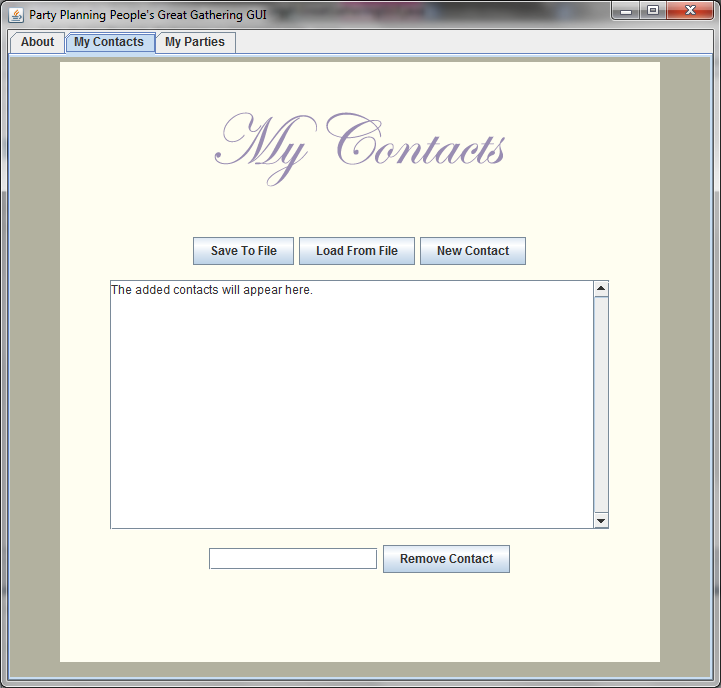 Party Planning People's Great Gathering GUI
About My Contacts My Parties
My Contacts
Save To File Load From File New Contact
The added contacts will appear here.
Remove Contact